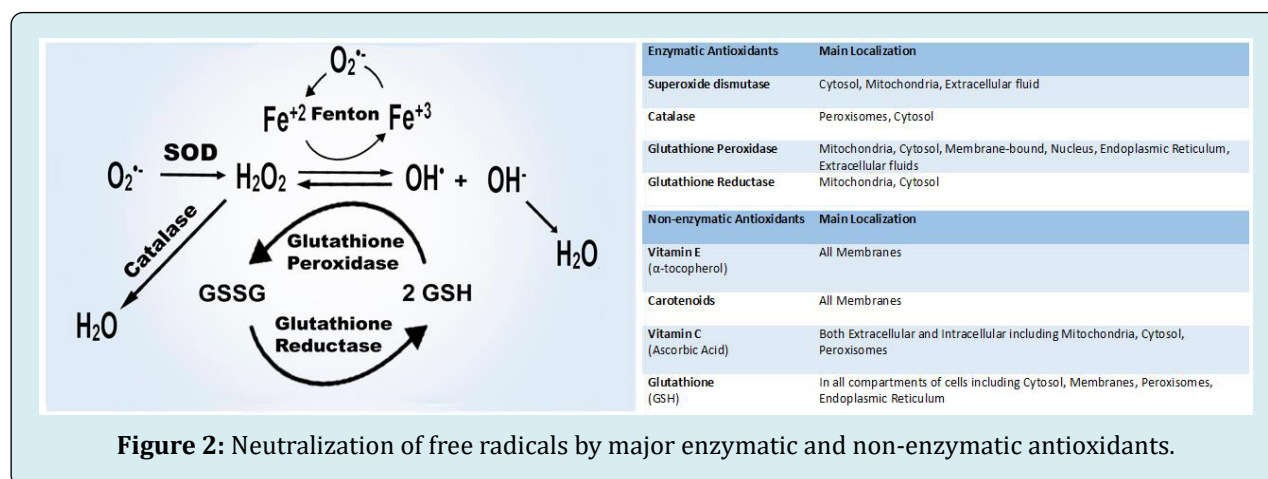 O₂•-
Fe+2 Fenton Fe+3
SOD
O₂•- H₂O₂ OH• + OH-
Catalase
Glutathione
Peroxidase
H₂O
GSSG 2 GSH
H₂O
Glutathione
Reductase
Enzymatic Antioxidants Main Localization
Superoxide dismutase Cytosol, Mitochondria, Extracellular fluid
Catalase Peroxisomes, Cytosol
Glutathione Peroxidase Mitochondria, Cytosol, Membrane-bound, Nucleus, Endoplasmic Reticulum,
Extracellular fluids
Glutathione Reductase Mitochondria, Cytosol
Non-enzymatic Antioxidants Main Localization
Vitamin E All Membranes
(α-tocopherol)
Carotenoids All Membranes
Vitamin C Both Extracellular and Intracellular including Mitochondria, Cytosol,
(Ascorbic Acid) Peroxisomes
Glutathione In all compartments of cells including Cytosol, Membranes, Peroxisomes,
(GSH) Endoplasmic Reticulum
Figure 2: Neutralization of free radicals by major enzymatic and non-enzymatic antioxidants.